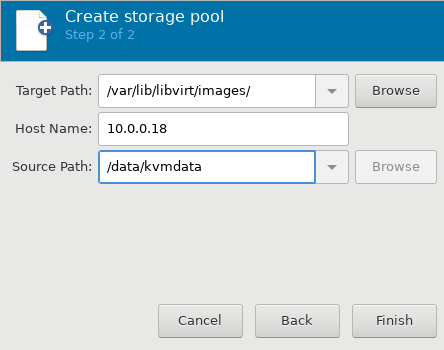 Create storage pool
Step 2 of 2
Target Path: /var/lib/libvirt/images/ Browse
Host Name: 10.0.0.18
Source Path: /data/kvmdata Browse
Cancel Back Finish